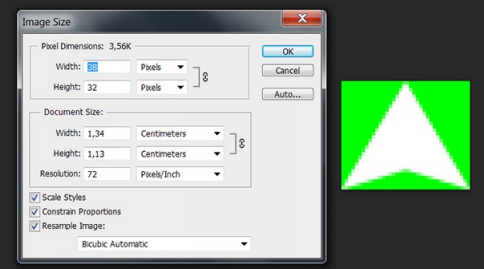 Image Size
Pixel Dimensions: 3,56K
Width: 38 Pixels
Height: 32 Pixels
OK
Cancel
Auto...
Document Size:
Width: 1,34 Centimeters
Height: 1,13 Centimeters
Resolution: 72 Pixels/Inch
Scale Styles
Constrain Proportions
Resample Image:
Bicubic Automatic